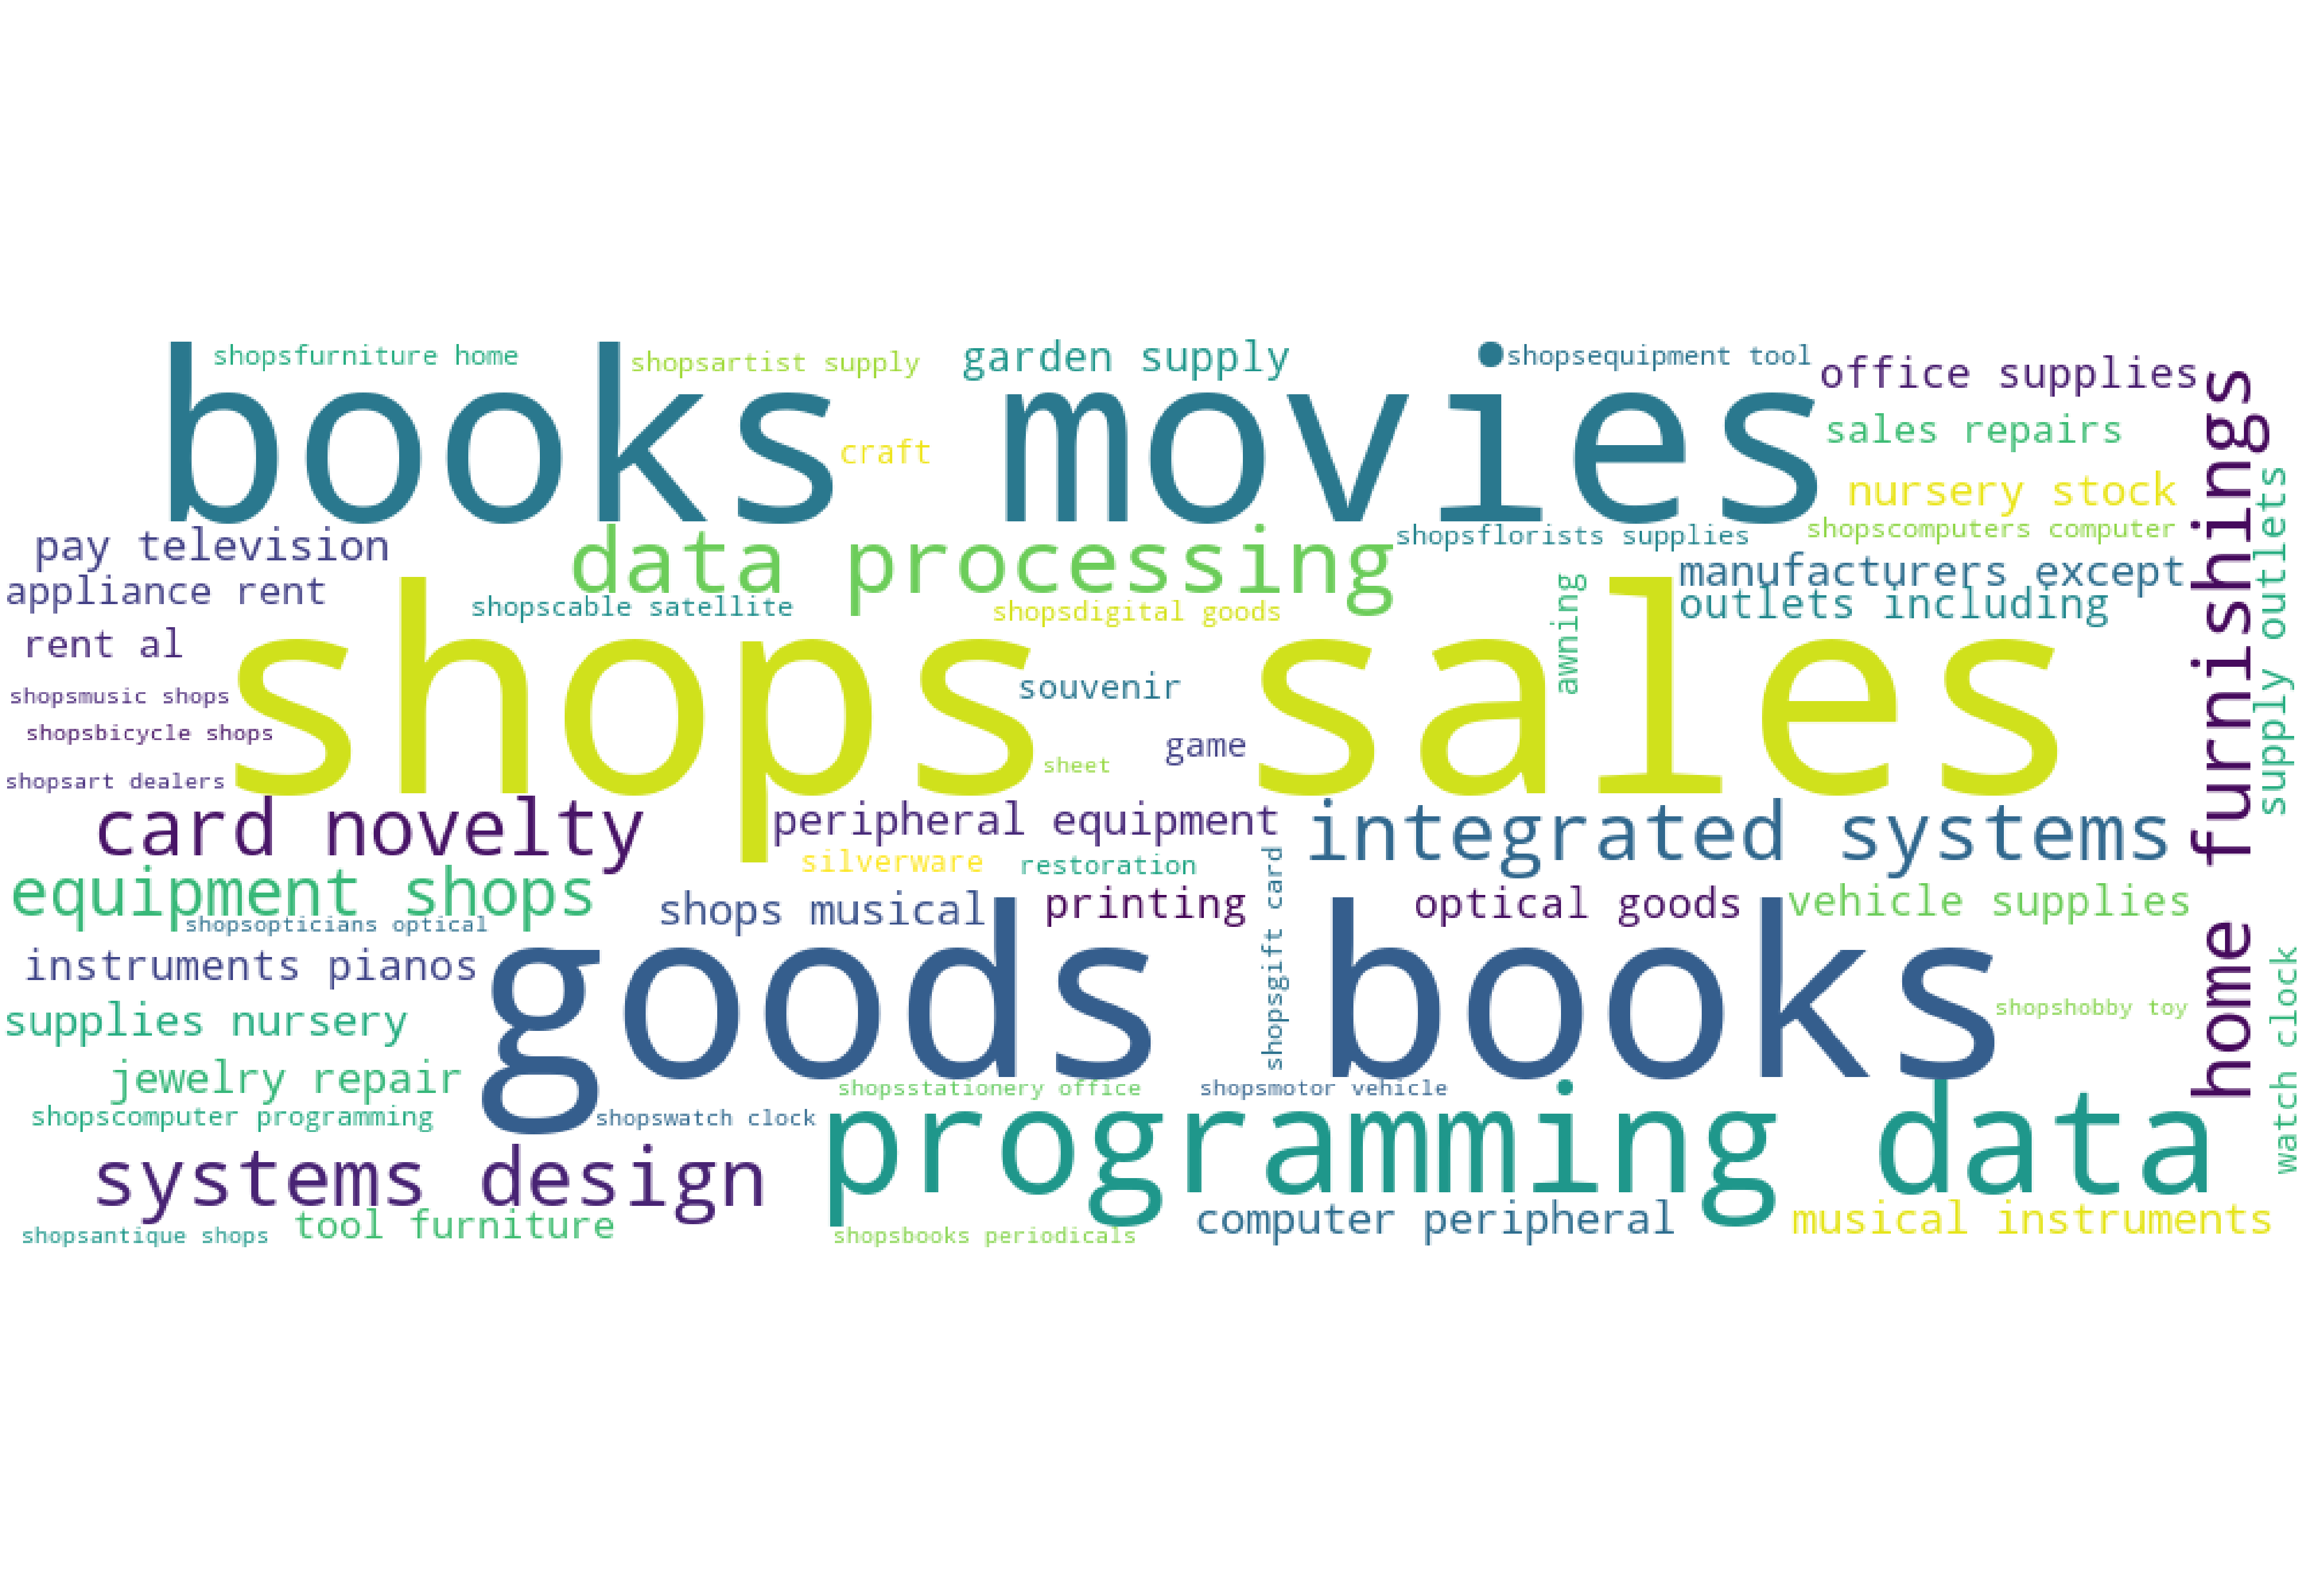 shopsfurniture home
shopsartist supply
garden supply
shopsequipment tool
office supplies
books movies
craft
sales repairs
nursery stock
home furnishings
supply outlets
pay television
data processing
shopsflorists supplies
shopscomputers computer
appliance rent
shopscable satellite
shopsdigital goods
awning
manufacturers except
outlets including
rent al
shops sales
shopsmusic shops
souvenir
shopsbicycle shops
game
shopsart dealers
sheet
card novelty
peripheral equipment
integrated systems
silverware
restoration
equipment shops
shopsopticians optical
shops musical
printing
shopsgift card
optical goods
vehicle supplies
instruments pianos
goods books
shopshobby toy
watch clock
supplies nursery
jewelry repair
shopsstationery office
shopsmotor vehicle
shopscomputer programming
shopswatch clock
programming data
systems design
tool furniture
shopsantique shops
shopsbooks periodicals
computer peripheral
musical instruments